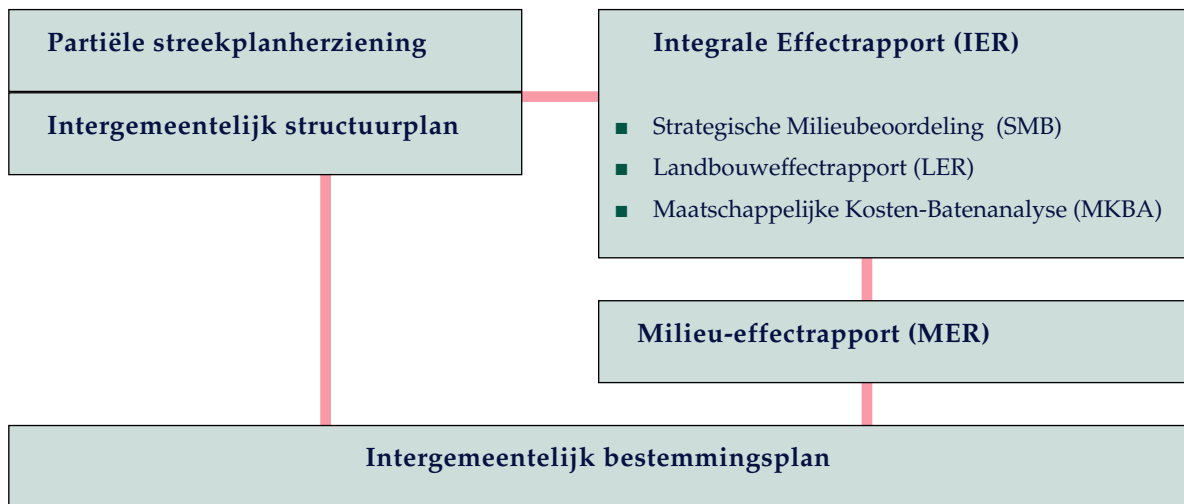 Partiële streekplanherziening
Intergemeentelijk structuurplan
Integrale Effectrapport (IER)
■ Strategische Milieubeoordeling (SMB)
■ Landbouweffectrapport (LER)
■ Maatschappelijke Kosten-Batenanalyse (MKBA)
Milieu-effectrapport (MER)
Intergemeentelijk bestemmingsplan